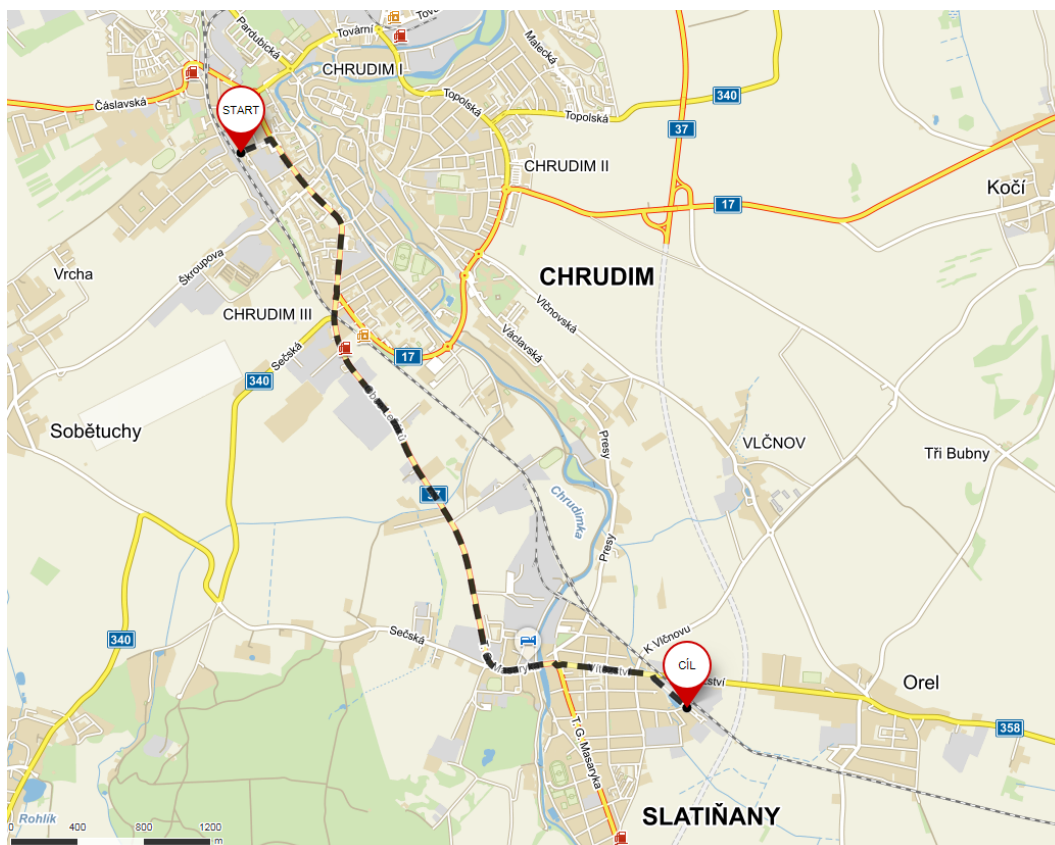 Pardubická
Tovární
CHRUDIM I
Malecká
Čáslavská
START
Topolská
340
Topolská
37
CHRUDIM II
17
Kočí
Škroupova
Vrcha
CHRUDIM
CHRUDIM III
Vlčnovská
Václavská
Sečská
17
340
Sobětuchy
Presy
VLČNOV
Tři Bubny
37
Chrudimka
Presy
Sečská
340
K Vlčnovu
CÍL
Orel
358
T. G. Masaryka
SLATIŇANY
Rohlík
0 400 800 1200
m